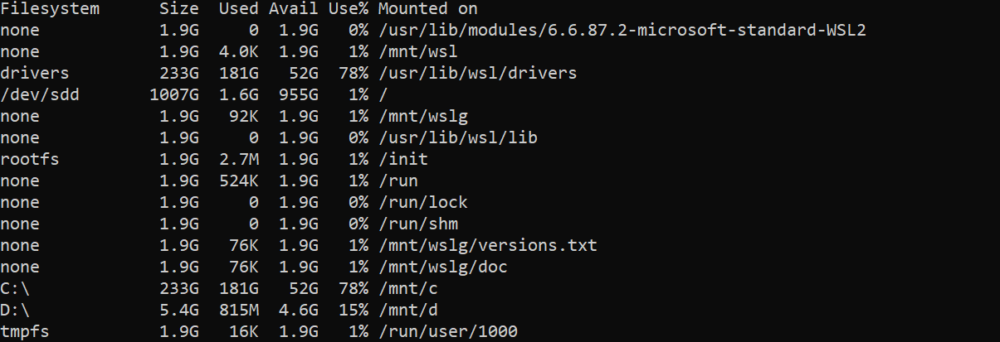 Filesystem      Size  Used Avail Use% Mounted on
none            1.9G     0  1.9G   0% /usr/lib/modules/6.6.87.2-microsoft-standard-WSL2
none            1.9G  4.0K  1.9G   1% /mnt/wsl
drivers         233G  181G   52G  78% /usr/lib/wsl/drivers
/dev/sdd       1007G  1.6G  955G   1% /
none            1.9G   92K  1.9G   1% /mnt/wslg
none            1.9G     0  1.9G   0% /usr/lib/wsl/lib
rootfs          1.9G  2.7M  1.9G   1% /init
none            1.9G  524K  1.9G   1% /run
none            1.9G     0  1.9G   0% /run/lock
none            1.9G     0  1.9G   0% /run/shm
none            1.9G   76K  1.9G   1% /mnt/wslg/versions.txt
none            1.9G   76K  1.9G   1% /mnt/wslg/doc
C:\             233G  181G   52G  78% /mnt/c
D:\             5.4G  815M  4.6G  15% /mnt/d
tmpfs           1.9G   16K  1.9G   1% /run/user/1000